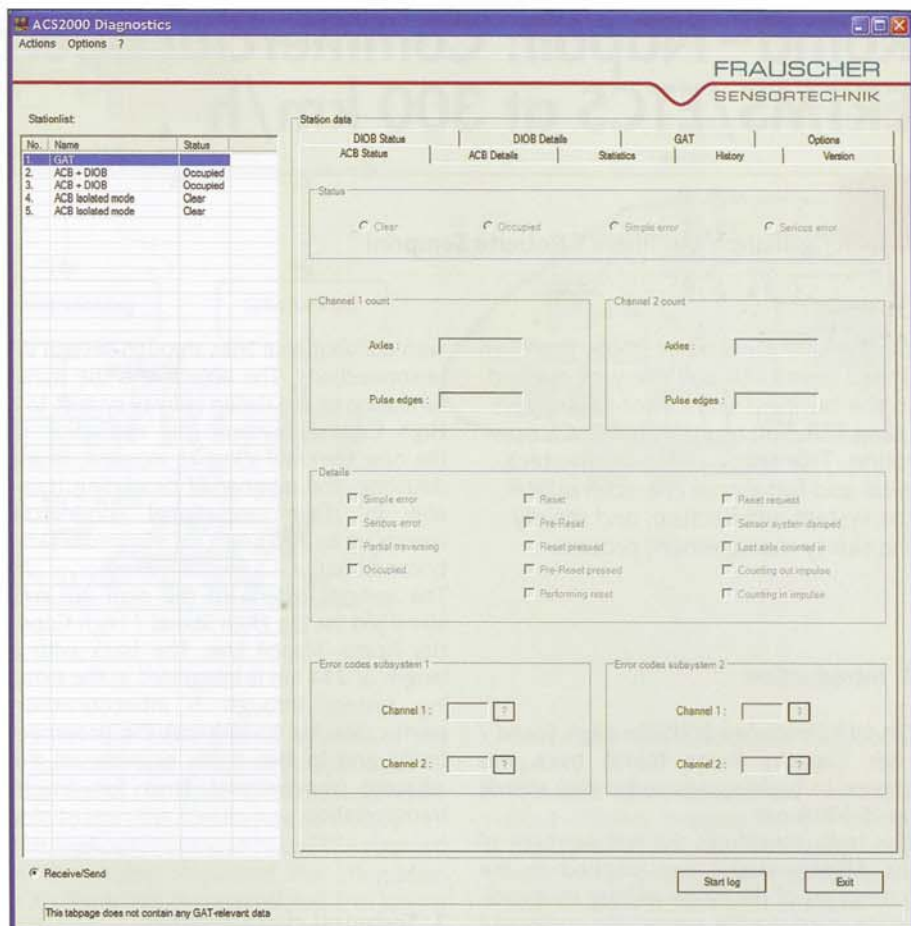 ACS2000 Diagnostics
Actions Options ?
FRAUSCHER
SENSORTECHNIK
Stationlist:
No. Name Status
1. GAT
2. ACB + DIOB Occupied
3. ACB + DIOB Occupied
4. ACB Isolated mode Clear
5. ACB Isolated mode Clear
Station data
DIOB Status DIOB Details GAT Options
ACB Status ACB Details Statistics History Version
Status
Clear Occupied Simple error Serious error
Channel 1 count
Axles :
Pulse edges :
Channel 2 count
Axles :
Pulse edges :
Details
Simple error Reset Reset request
Serious error Pre-Reset Sensor system damped
Partial traversing Reset pressed Last axle counted in
Occupied Pre-Reset pressed Counting out impulse
Performing reset Counting in impulse
Error codes subsystem 1
Channel 1 : ?
Channel 2 : ?
Error codes subsystem 2
Channel 1 : ?
Channel 2 : ?
Receive/Send
Start log Exit
This tabpage does not contain any GAT-relevant data